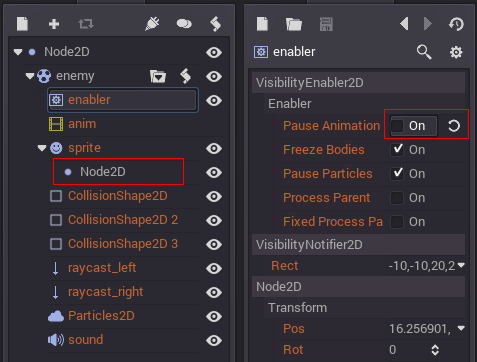 Node2D
enemy
enabler
anim
sprite
Node2D
CollisionShape2D
CollisionShape2D 2
CollisionShape2D 3
raycast_left
raycast_right
Particles2D
sound
enabler
VisibilityEnabler2D
Enabler
Pause Animation On
Freeze Bodies On
Pause Particles On
Process Parent On
Fixed Process Pa On
VisibilityNotifier2D
Rect -10,-10,20,2
Node2D
Transform
Pos 16.256901,
Rot 0